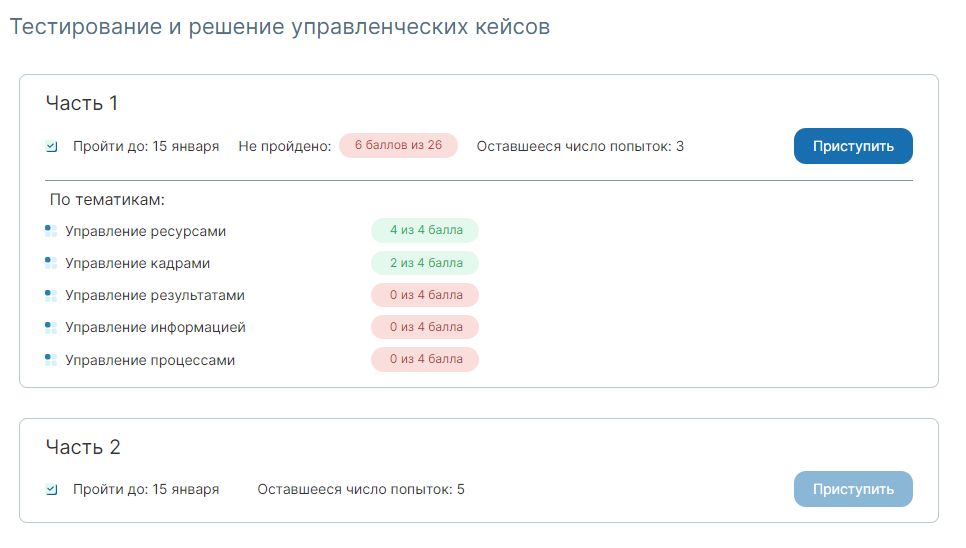 Тестирование и решение управленческих кейсов
Часть 1
Пройти до: 15 января Не пройдено: 6 баллов из 26 Оставшееся число попыток: 3 Приступить
По тематикам:
Управление ресурсами 4 из 4 балла
Управление кадрами 2 из 4 балла
Управление результатами 0 из 4 балла
Управление информацией 0 из 4 балла
Управление процессами 0 из 4 балла
Часть 2
Пройти до: 15 января Оставшееся число попыток: 5 Приступить